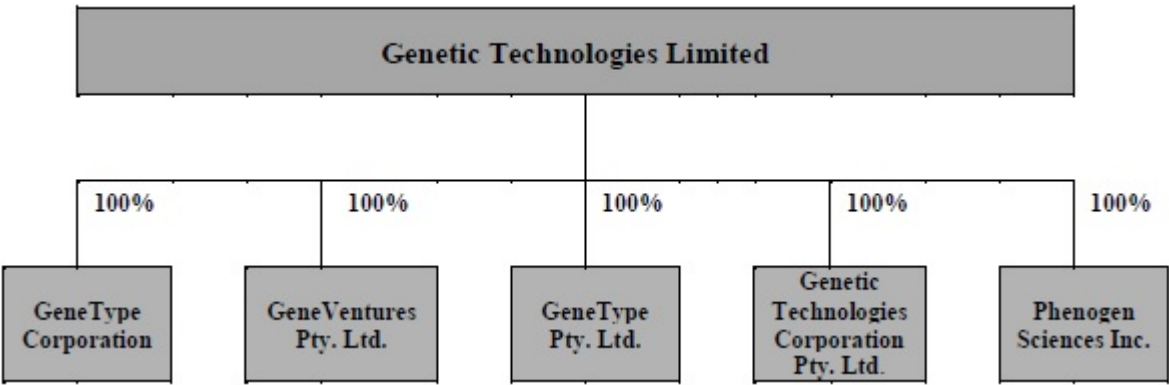 Genetic Technologies Limited
100%
100%
100%
100%
100%
GeneType
Corporation
GeneVentures
Pty. Ltd.
GeneType
Pty. Ltd.
Genetic
Technologies
Corporation
Pty. Ltd.
Phenogen
Sciences Inc.